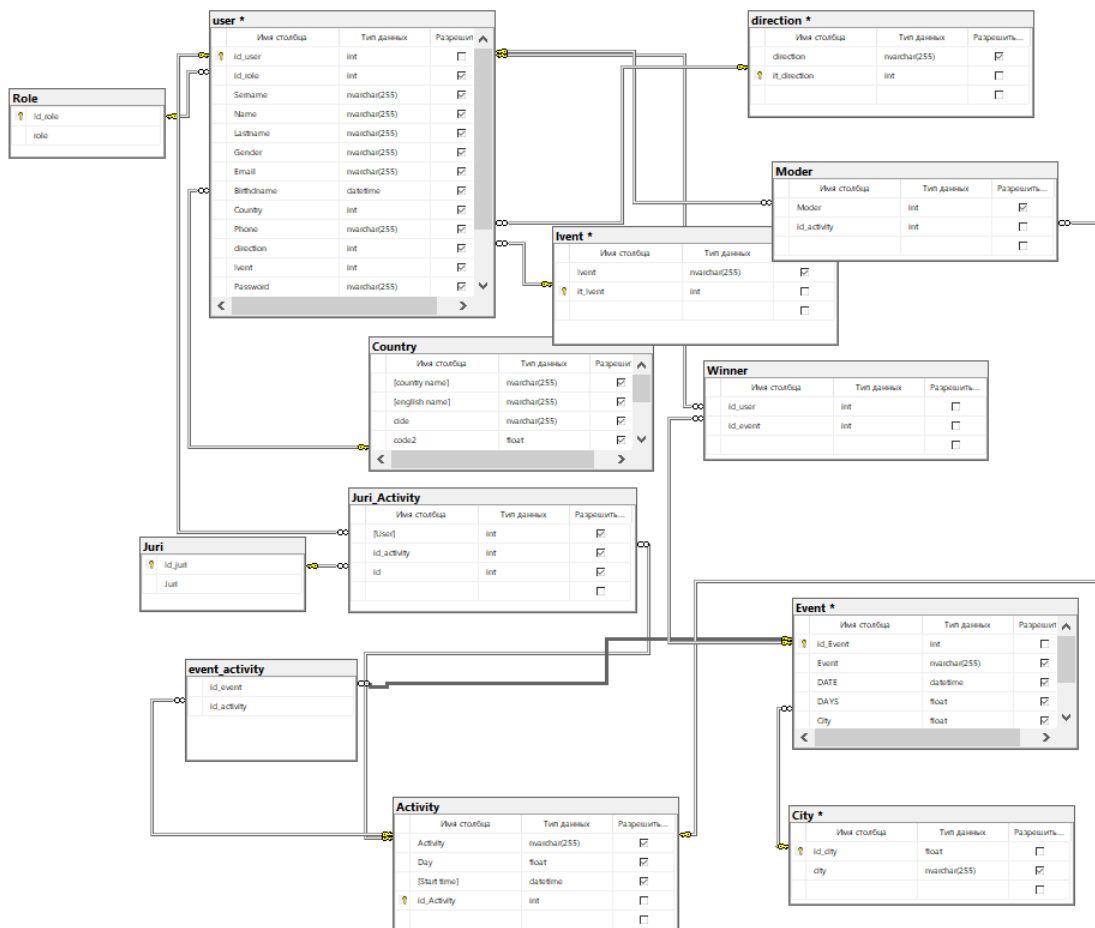 user *
Имя столбца Тип данных Разрешит
id_user int
id_role int
Sername nvarchar(255)
Name nvarchar(255)
Lastname nvarchar(255)
Gender nvarchar(255)
Email nvarchar(255)
Birthdname datetime
Country int
Phone nvarchar(255)
direction int
Ivent int
Password nvarchar(255)
direction *
Имя столбца Тип данных Разрешить...
direction nvarchar(255)
it_direction int
Role
id_role
role
Moder
Имя столбца Тип данных Разрешить...
Moder int
id_activity int
Ivent *
Имя столбца Тип данных
Ivent nvarchar(255)
it_Ivent int
Country
Имя столбца Тип данных Разрешит
[country name] nvarchar(255)
[english name] nvarchar(255)
cide nvarchar(255)
code2 float
Winner
Имя столбца Тип данных Разрешить...
id_user int
id_event int
Juri_Activity
Имя столбца Тип данных Разрешить...
[User] int
id_activity int
id int
Juri
id_juri
Juri
Event *
Имя столбца Тип данных Разрешит
id_Event int
Event nvarchar(255)
DATE datetime
DAYS float
City float
event_activity
id_event
id_activity
Activity
Имя столбца Тип данных Разрешить...
Activity nvarchar(255)
Day float
[Start time] datetime
id_Activity int
City *
Имя столбца Тип данных Разрешить...
id_city float
city nvarchar(255)